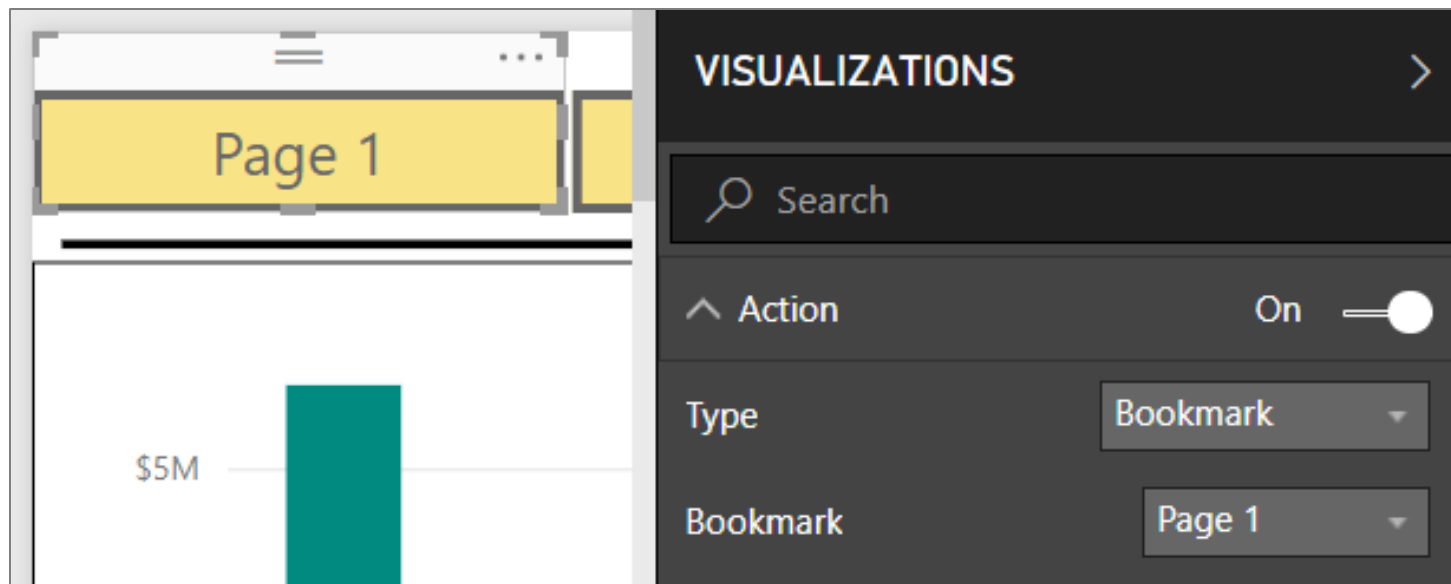 Page 1
$5M
VISUALIZATIONS
Search
Action On
Type Bookmark
Bookmark Page 1